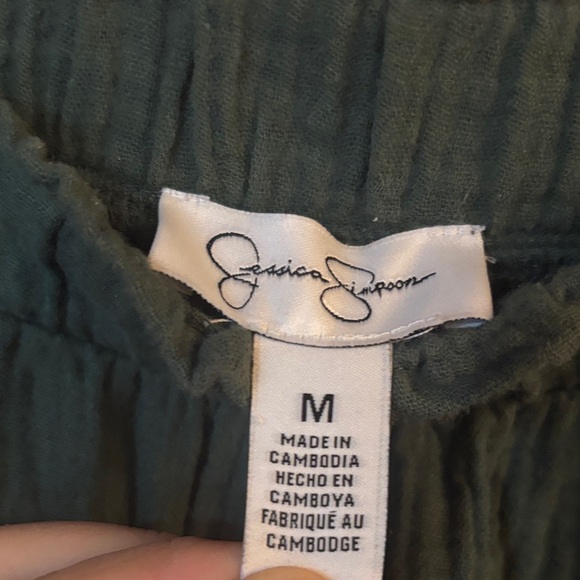 Jessica Simpson
M
MADE IN
CAMBODIA
HECHO EN
CAMBOYA
FABRIQUÉ AU
CAMBODGE